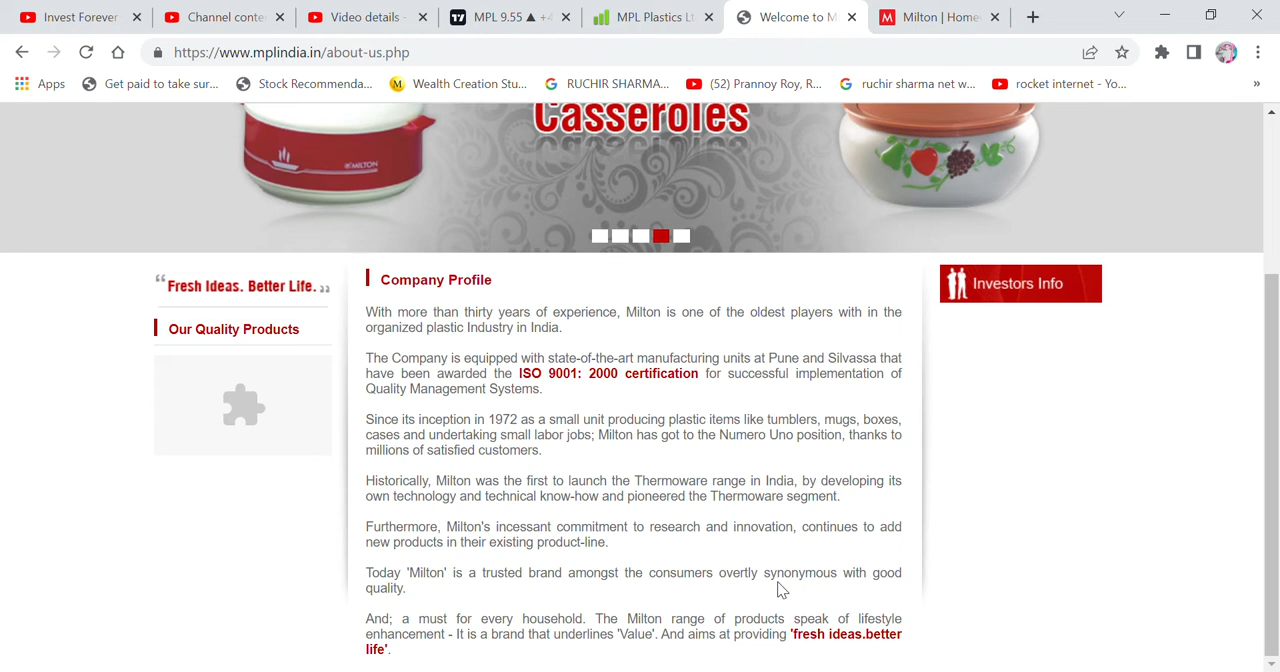 Invest Forever
Channel conte
Video details -
MPL 9.55 ▲ +4
MPL Plastics Lt
Welcome to M
Milton | Home
https://www.mplindia.in/about-us.php
Apps
Get paid to take sur...
Stock Recommenda...
Wealth Creation Stu...
RUCHIR SHARMA...
(52) Prannoy Roy, R...
ruchir sharma net w...
rocket internet - Yo...
»
Casseroles
MILTON
“ Fresh Ideas. Better Life. ”
Our Quality Products
Company Profile
With more than thirty years of experience, Milton is one of the oldest players with in the
organized plastic Industry in India.
The Company is equipped with state-of-the-art manufacturing units at Pune and Silvassa that
have been awarded the ISO 9001: 2000 certification for successful implementation of
Quality Management Systems.
Since its inception in 1972 as a small unit producing plastic items like tumblers, mugs, boxes,
cases and undertaking small labor jobs; Milton has got to the Numero Uno position, thanks to
millions of satisfied customers.
Historically, Milton was the first to launch the Thermoware range in India, by developing its
own technology and technical know-how and pioneered the Thermoware segment.
Furthermore, Milton's incessant commitment to research and innovation, continues to add
new products in their existing product-line.
Today 'Milton' is a trusted brand amongst the consumers overtly synonymous with good
quality.
And; a must for every household. The Milton range of products speak of lifestyle
enhancement - It is a brand that underlines 'Value'. And aims at providing 'fresh ideas.better
life'.
Investors Info